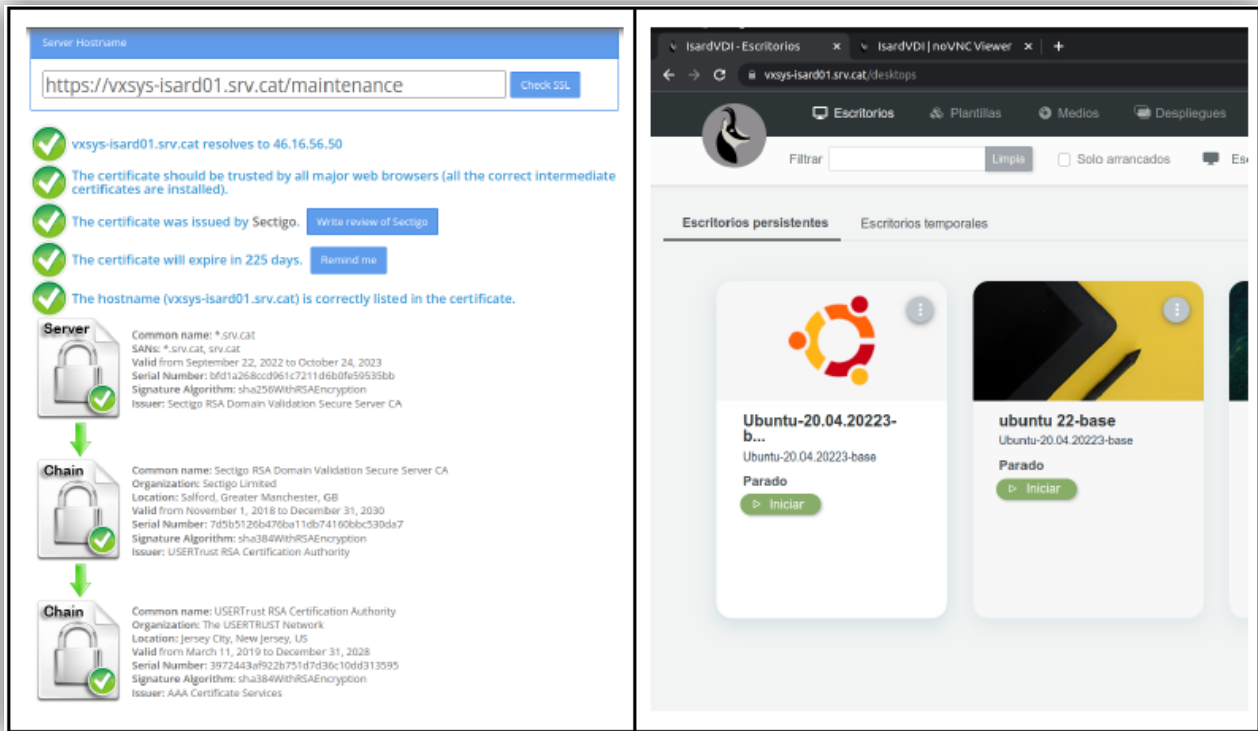 Server Hostname
https://vxsys-isard01.srv.cat/maintenance
Check SSL
vxsys-isard01.srv.cat resolves to 46.16.56.50
The certificate should be trusted by all major web browsers (all the correct intermediate
certificates are installed).
The certificate was issued by Sectigo. Write review of Sectigo
The certificate will expire in 225 days. Remind me
The hostname (vxsys-isard01.srv.cat) is correctly listed in the certificate.
Server
Common name: *.srv.cat
SANs: *.srv.cat, srv.cat
Valid from September 22, 2022 to October 24, 2023
Serial Number: bfd1a268ccd961c7211d6b0fe59535bb
Signature Algorithm: sha256WithRSAEncryption
Issuer: Sectigo RSA Domain Validation Secure Server CA
Chain
Common name: Sectigo RSA Domain Validation Secure Server CA
Organization: Sectigo Limited
Location: Salford, Greater Manchester, GB
Valid from November 1, 2018 to December 31, 2030
Serial Number: 7d5b5126b476ba11db74160bbc530da7
Signature Algorithm: sha384WithRSAEncryption
Issuer: USERTrust RSA Certification Authority
Chain
Common name: USERTrust RSA Certification Authority
Organization: The USERTRUST Network
Location: Jersey City, New Jersey, US
Valid from March 11, 2019 to December 31, 2028
Serial Number: 3972443af922b751d7d36c10dd313595
Signature Algorithm: sha384WithRSAEncryption
Issuer: AAA Certificate Services
IsardVDI - Escritorios
IsardVDI | noVNC Viewer
vxsys-isard01.srv.cat/desktops
Escritorios Plantillas Medios Despliegues
Filtrar Limpia Solo arrancados Es
Escritorios persistentes Escritorios temporales
Ubuntu-20.04.20223-
b...
Ubuntu-20.04.20223-base
Parado
Iniciar
ubuntu 22-base
Ubuntu-20.04.20223-base
Parado
Iniciar